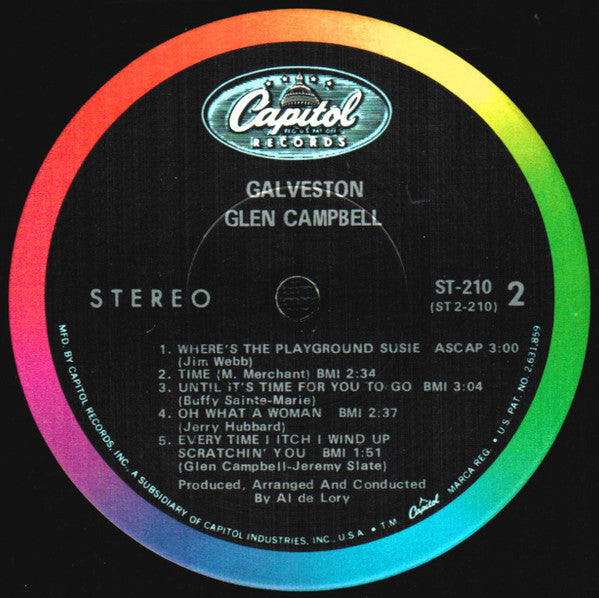 Capitol
REG. U.S. PAT. OFF.
RECORDS
GALVESTON
GLEN CAMPBELL
STEREO
ST-210
(ST2-210)
2
1. WHERE'S THE PLAYGROUND SUSIE ASCAP 3:00
(Jim Webb)
2. TIME (M. Merchant) BMI 2:34
3. UNTIL IT'S TIME FOR YOU TO GO BMI 3:04
(Buffy Sainte-Marie)
4. OH WHAT A WOMAN BMI 2:37
(Jerry Hubbard)
5. EVERY TIME I ITCH I WIND UP
SCRATCHIN' YOU BMI 1:51
(Glen Campbell-Jeremy Slate)
Produced, Arranged And Conducted
By Al de Lory
MFD. BY CAPITOL RECORDS, INC., A SUBSIDIARY OF CAPITOL INDUSTRIES, INC., U.S.A. • T.M. Capitol MARCA REG. • U.S. PAT. NO. 2,631,859